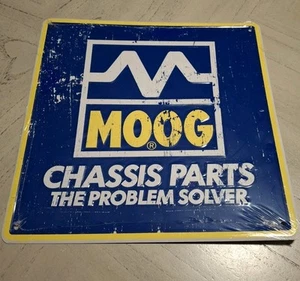 MOOG
®
CHASSIS PARTS
THE PROBLEM SOLVER